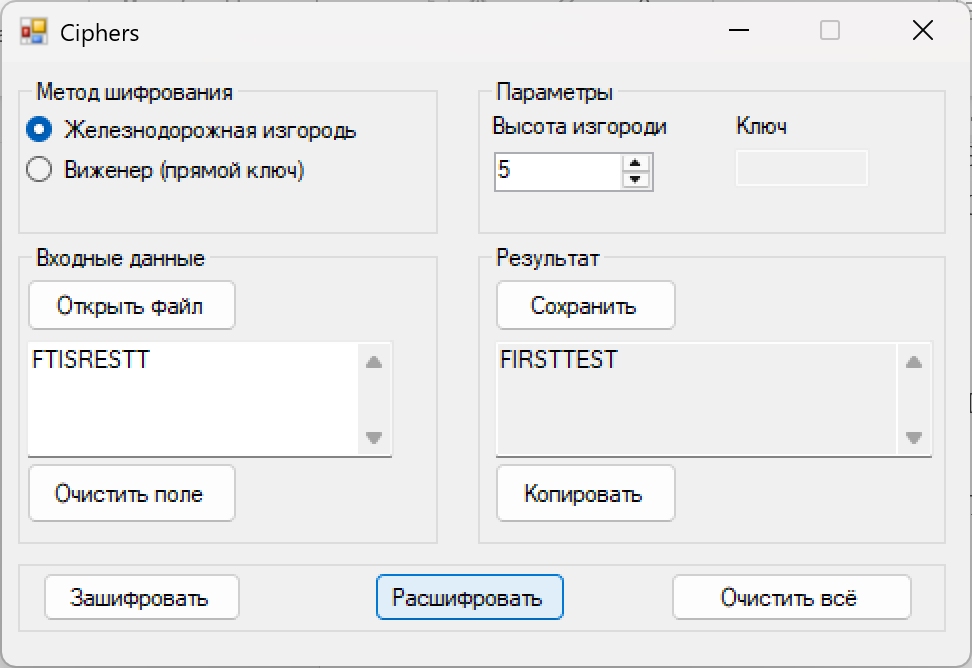 Ciphers
Метод шифрования
Железнодорожная изгородь
Виженер (прямой ключ)
Параметры
Высота изгороди
Ключ
5
Входные данные
Открыть файл
FTISRESTT
Очистить поле
Результат
Сохранить
FIRSTTEST
Копировать
Зашифровать
Расшифровать
Очистить всё